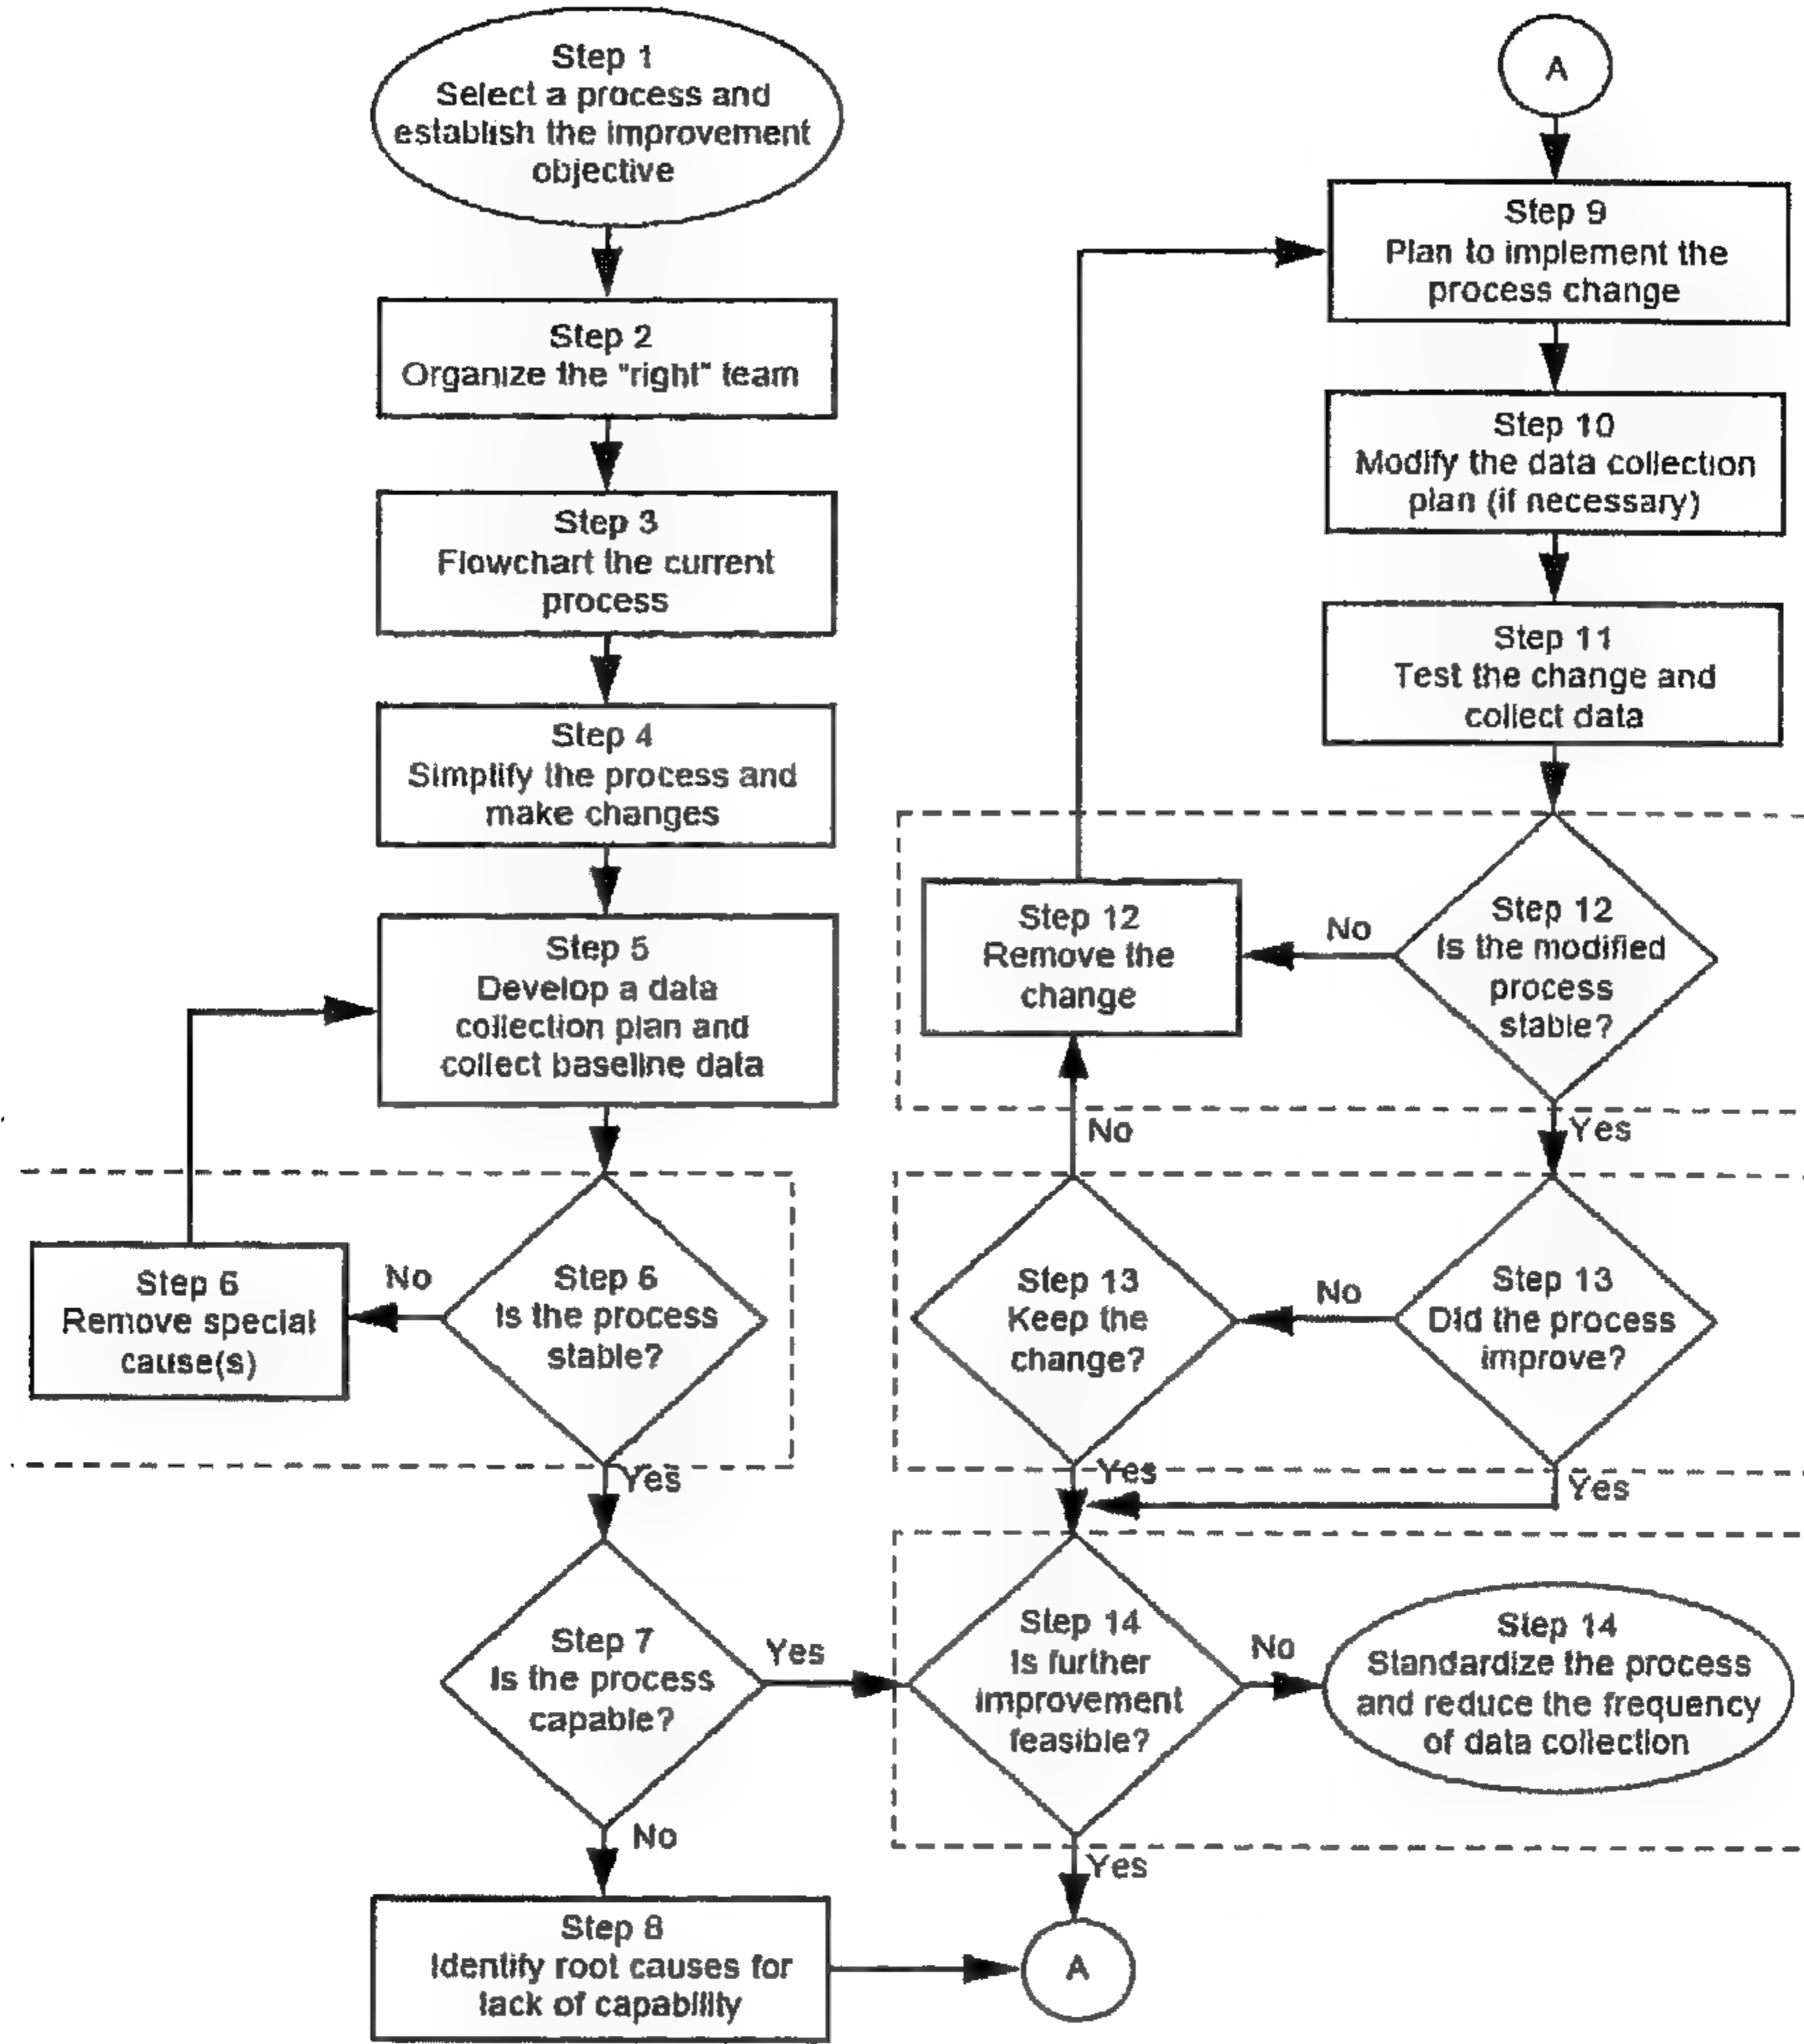 Step 1
Select a process and
establish the improvement
objective
Step 2
Organize the "right" team
Step 3
Flowchart the current
process
Step 4
Simplify the process and
make changes
Step 5
Develop a data
collection plan and
collect baseline data
Step 6
Remove special
cause(s)
No
Step 6
Is the process
stable?
Yes
Step 7
Is the process
capable?
Yes
No
Step 8
Identify root causes for
lack of capability
A
Step 9
Plan to implement the
process change
Step 10
Modify the data collection
plan (if necessary)
Step 11
Test the change and
collect data
Step 12
Remove the
change
No
Step 12
Is the modified
process
stable?
No
Yes
Step 13
Keep the
change?
No
Step 13
Did the process
improve?
Yes
Yes
Step 14
Is further
improvement
feasible?
No
Step 14
Standardize the process
and reduce the frequency
of data collection
Yes
A